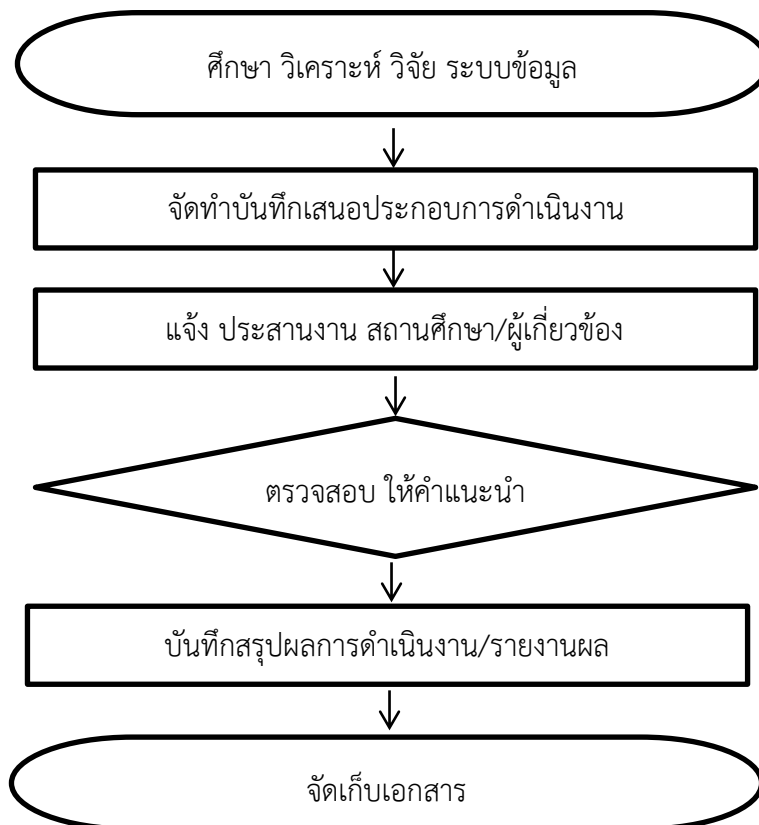 ศึกษา วิเคราะห์ วิจัย ระบบข้อมูล
จัดทำบันทึกเสนอประกอบการดำเนินงาน
แจ้ง ประสานงาน สถานศึกษา/ผู้เกี่ยวข้อง
ตรวจสอบ ให้คำแนะนำ
บันทึกสรุปผลการดำเนินงาน/รายงานผล
จัดเก็บเอกสาร